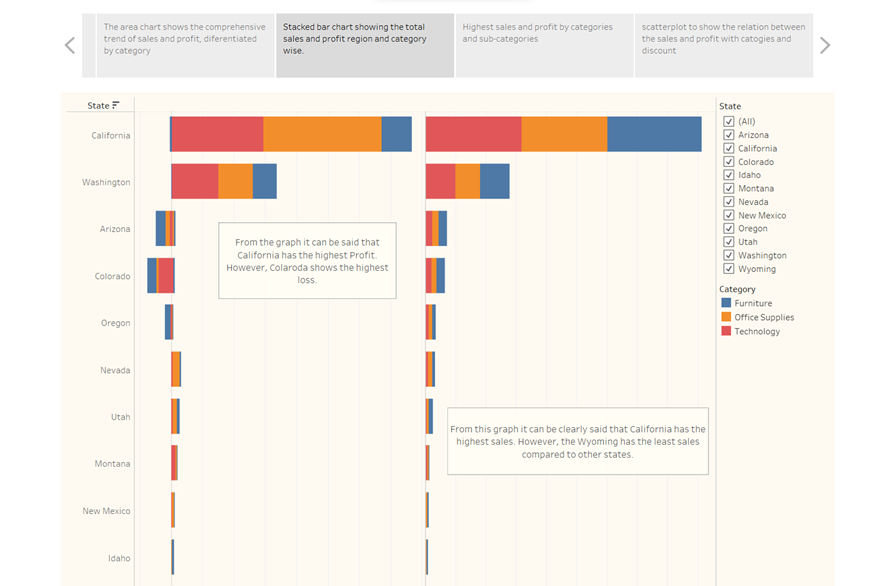 The area chart shows the comprehensive
trend of sales and profit, diferentiated
by category
Stacked bar chart showing the total
sales and profit region and category
wise.
Highest sales and profit by categories
and sub-categories
scatterplot to show the relation between
the sales and profit with catogies and
discount
State
California
Washington
Arizona
Colorado
Oregon
Nevada
Utah
Montana
New Mexico
Idaho
From the graph it can be said that
California has the highest Profit.
However, Colaroda shows the highest
loss.
From this graph it can be clearly said that California has the
highest sales. However, the Wyoming has the least sales
compared to other states.
State
(All)
Arizona
California
Colorado
Idaho
Montana
Nevada
New Mexico
Oregon
Utah
Washington
Wyoming
Category
Furniture
Office Supplies
Technology